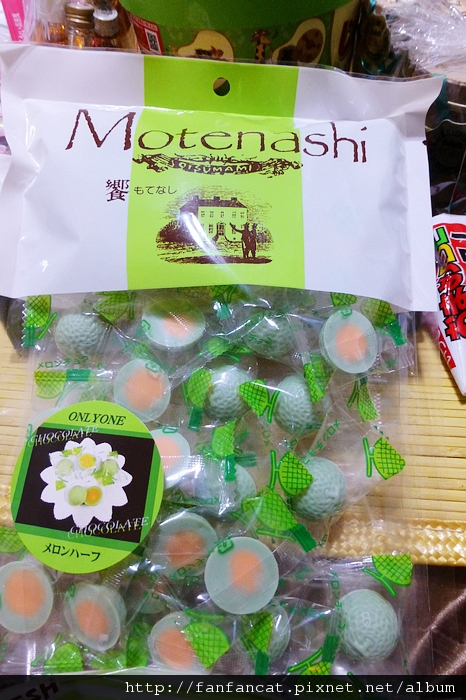 Motenashi
OTSUMAMI
饗 もてなし
ONLYONE
CHOCOLATE
CHOCOLATE
メロンハーフ
http://fanfancat.pixnet.net/album